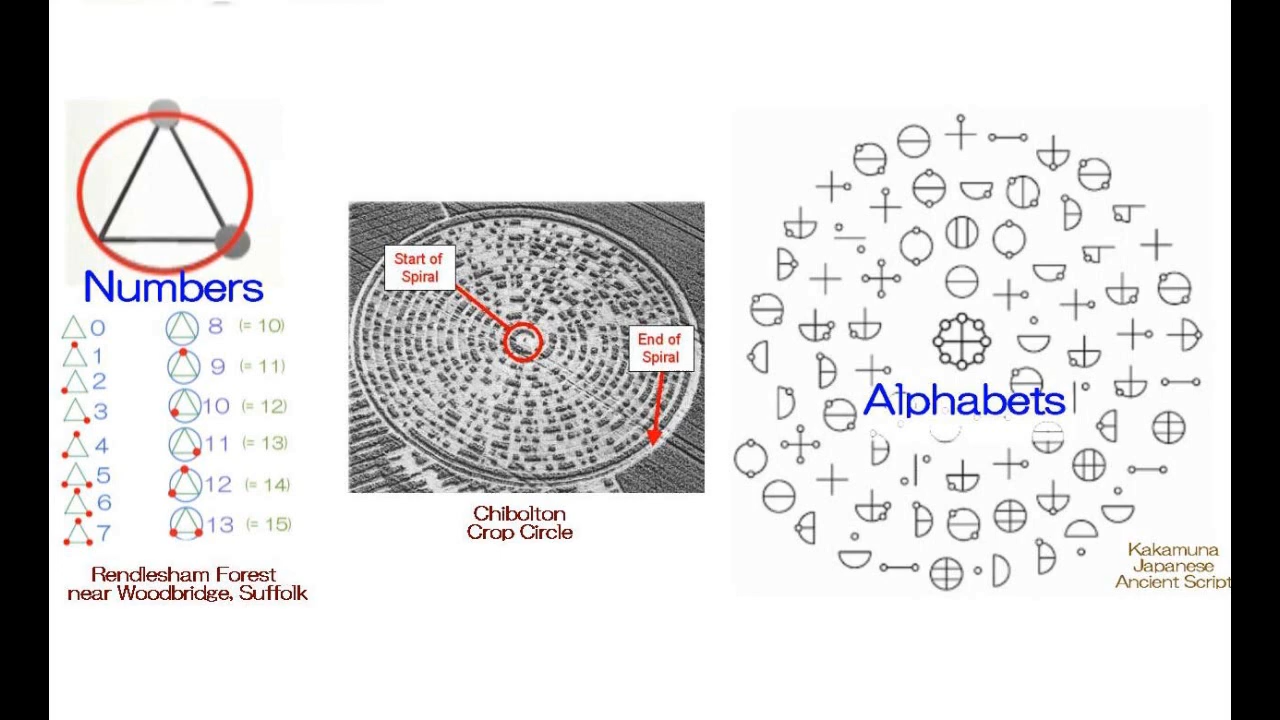 Numbers
0
1
2
3
4
5
6
7
8 (= 10)
9 (= 11)
10 (= 12)
11 (= 13)
12 (= 14)
13 (= 15)
Rendlesham Forest
near Woodbridge, Suffolk
Start of
Spiral
End of
Spiral
Chibolton
Crop Circle
Alphabets
Kakamuna
Japanese
Ancient Script